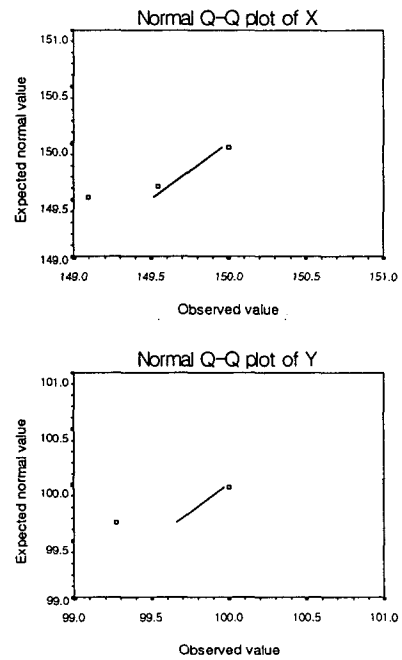 Normal Q-Q plot of X
Expected normal value
151.0
150.5
150.0
149.5
149.0
149.0 149.5 150.0 150.5 151.0
Observed value
Normal Q-Q plot of Y
Expected normal value
101.0
100.5
100.0
99.5
99.0
99.0 99.5 100.0 100.5 101.0
Observed value